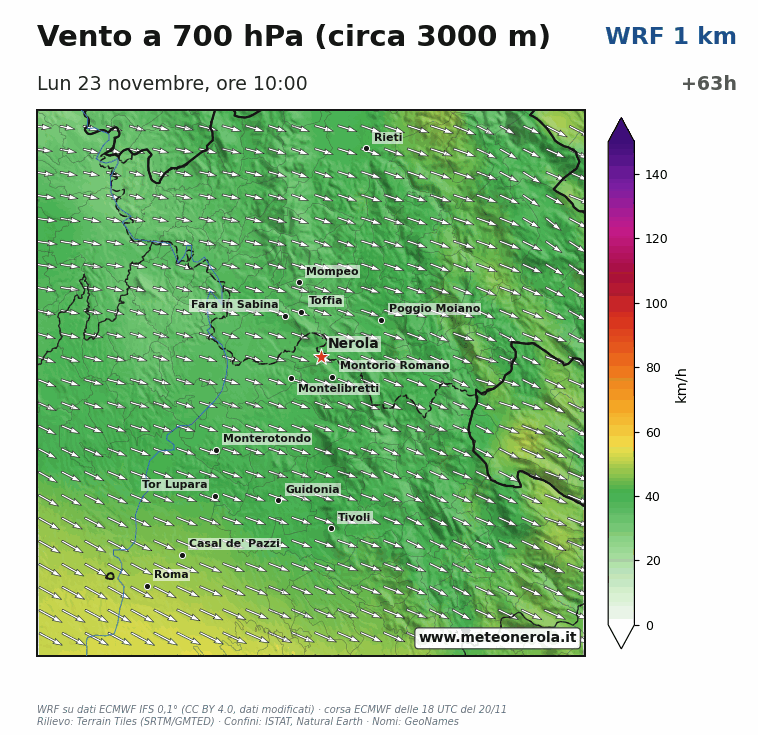 Vento a 700 hPa (circa 3000 m)
WRF 1 km
Lun 23 novembre, ore 10:00
+63h
Rieti
Mompeo
Toffia
Fara in Sabina
Poggio Moiano
Nerola
Montorio Romano
Montelibretti
Monterotondo
Tor Lupara
Guidonia
Tivoli
Casal de' Pazzi
Roma
www.meteonerola.it
140
120
100
80
60
40
20
0
km/h
WRF su dati ECMWF IFS 0,1° (CC BY 4.0, dati modificati) · corsa ECMWF delle 18 UTC del 20/11
Rilievo: Terrain Tiles (SRTM/GMTED) · Confini: ISTAT, Natural Earth · Nomi: GeoNames